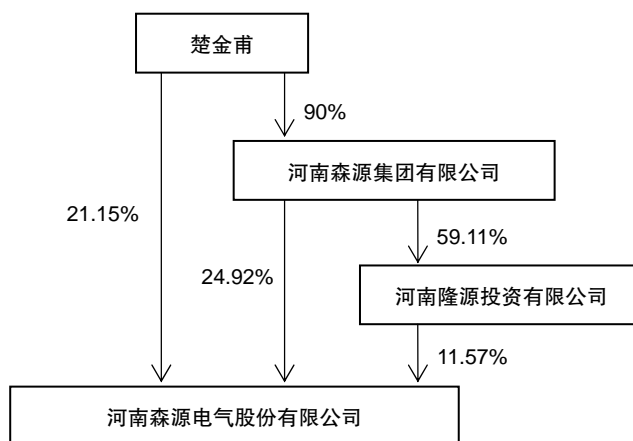 楚金甫
90%
河南森源集团有限公司
21.15%
59.11%
24.92%
河南隆源投资有限公司
11.57%
河南森源电气股份有限公司